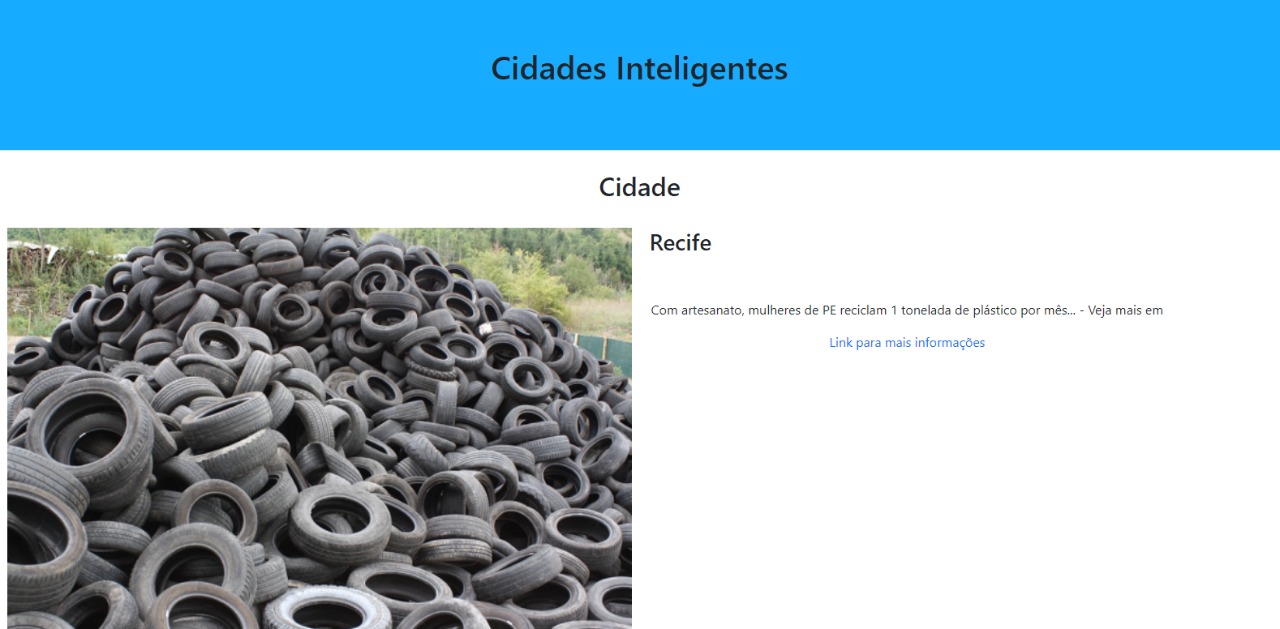 Cidades Inteligentes
Cidade
Recife
Com artesanato, mulheres de PE reciclam 1 tonelada de plástico por mês... - Veja mais em
Link para mais informações